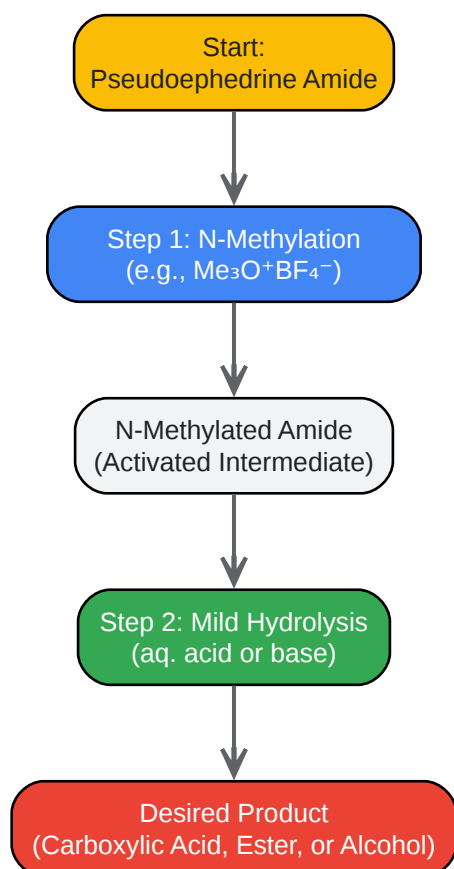 Start:
Pseudoephedrine Amide
Step 1: N-Methylation
(e.g., Me₃O⁺BF₄⁻)
N-Methylated Amide
(Activated Intermediate)
Step 2: Mild Hydrolysis
(aq. acid or base)
Desired Product
(Carboxylic Acid, Ester, or Alcohol)